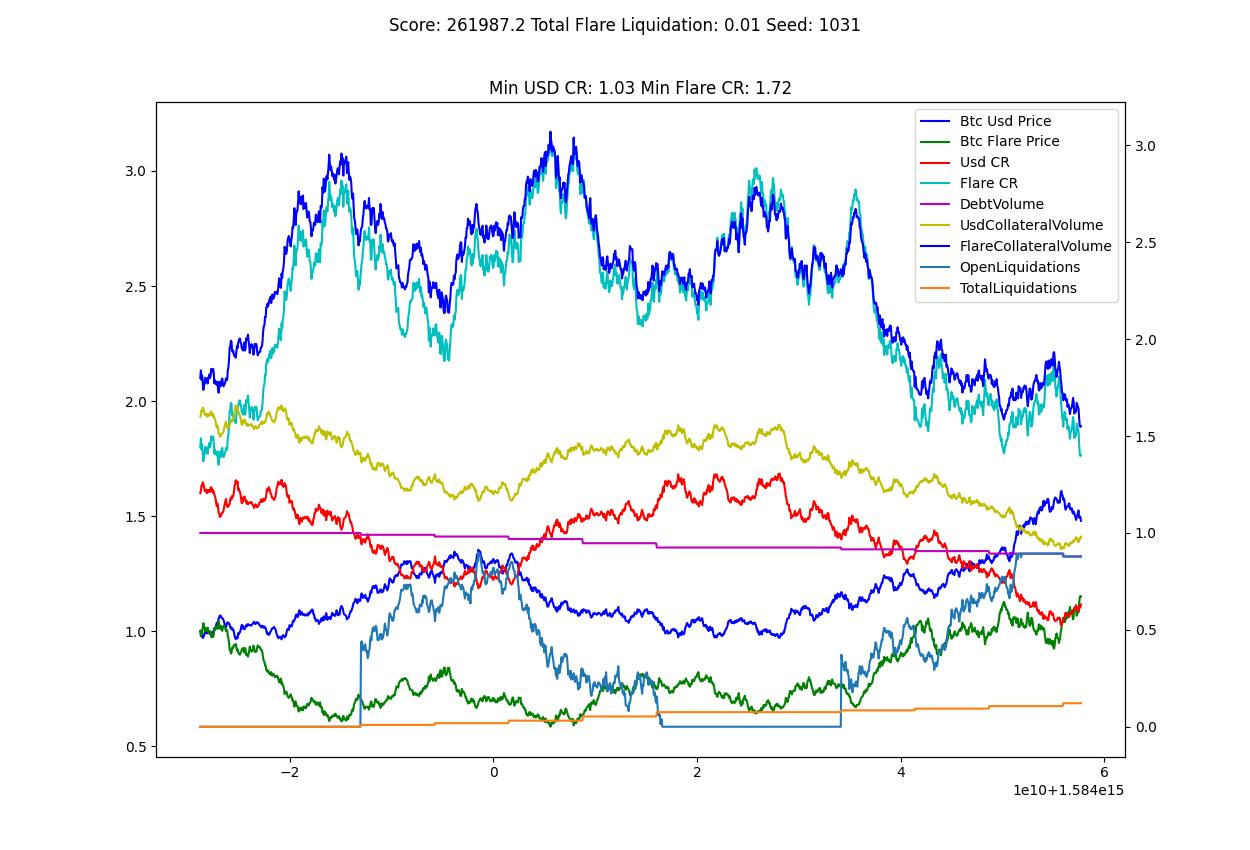 Score: 261987.2 Total Flare Liquidation: 0.01 Seed: 1031
Min USD CR: 1.03 Min Flare CR: 1.72
Btc Usd Price
Btc Flare Price
Usd CR
Flare CR
DebtVolume
UsdCollateralVolume
FlareCollateralVolume
OpenLiquidations
TotalLiquidations
3.0
2.5
2.0
1.5
1.0
0.5
3.0
2.5
2.0
1.5
1.0
0.5
0.0
−2 0 2 4 6
1e10+1.584e15